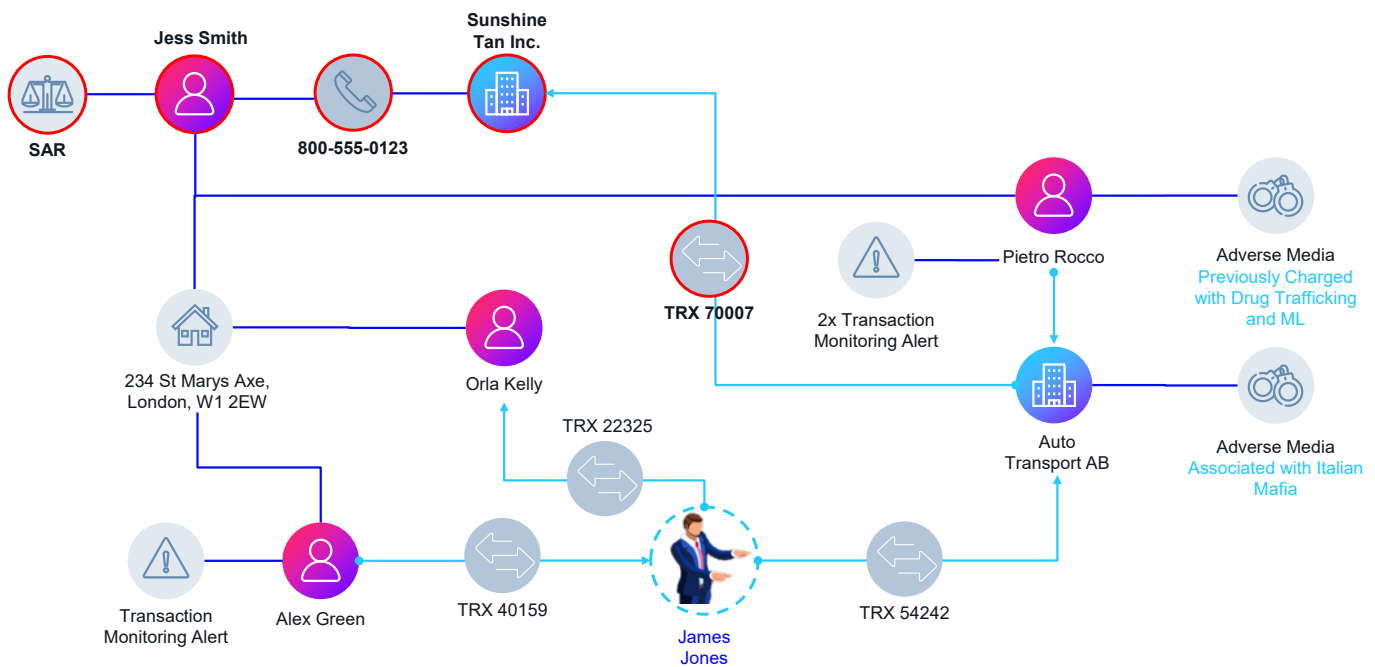 Sunshine
Tan Inc.
Jess Smith
SAR
800-555-0123
Pietro Rocco
Adverse Media
Previously Charged
with Drug Trafficking
and ML
TRX 70007
2x Transaction
Monitoring Alert
234 St Marys Axe,
London, W1 2EW
Orla Kelly
TRX 22325
Auto
Transport AB
Adverse Media
Associated with Italian
Mafia
Transaction
Monitoring Alert
Alex Green
TRX 40159
James
Jones
TRX 54242